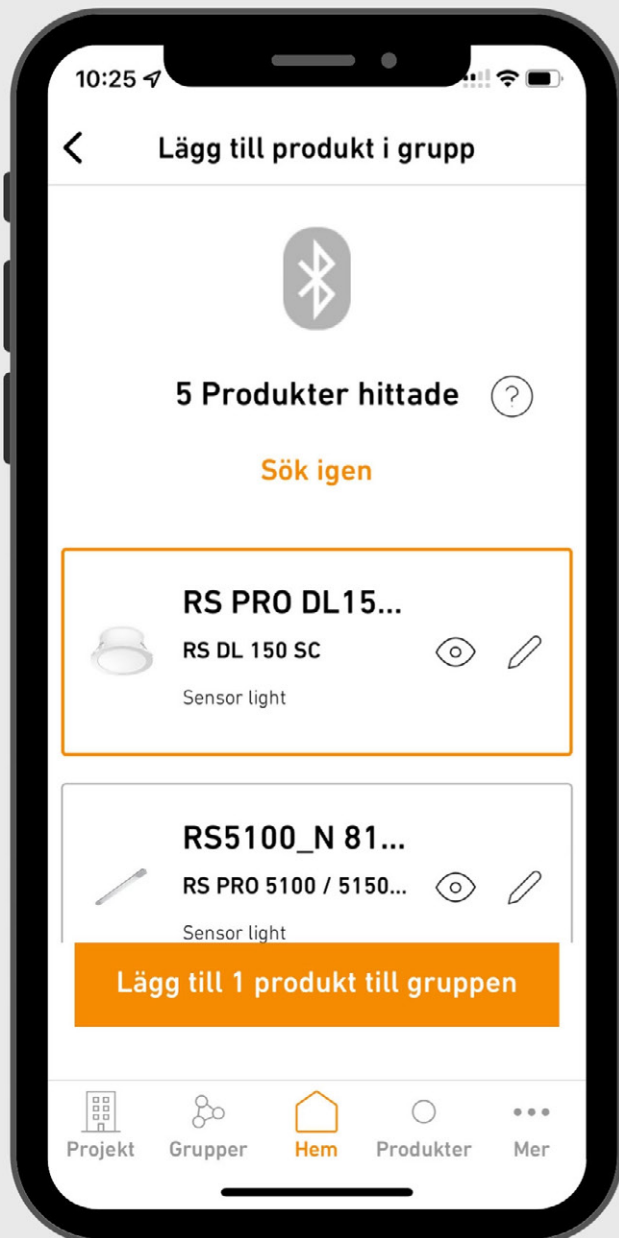 10:25
Lägg till produkt i grupp
5 Produkter hittade ?
Sök igen
RS PRO DL15...
RS DL 150 SC
Sensor light
RS5100_N 81...
RS PRO 5100 / 5150...
Sensor light
Lägg till 1 produkt till gruppen
Projekt Grupper Hem Produkter Mer